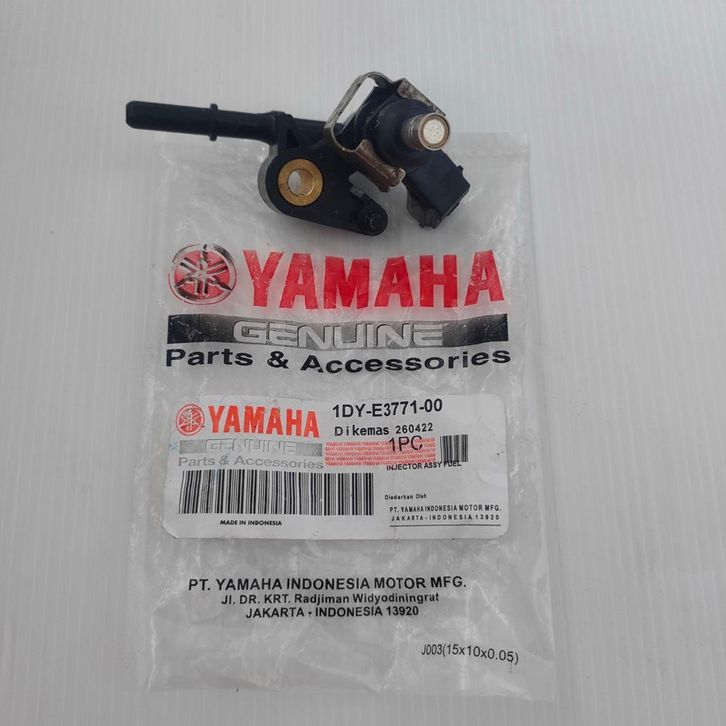 YAMAHA
GENUINE
Parts & Accessories
YAMAHA
GENUINE
Parts & Accessories
MADE IN INDONESIA
1DY-E3771-00
Dikemas 260422
1PC
INJECTOR ASSY FUEL
Diedarkan Oleh
PT. YAMAHA INDONESIA MOTOR MFG.
JAKARTA - INDONESIA 13920
PT. YAMAHA INDONESIA MOTOR MFG.
Jl. DR. KRT. Radjiman Widyodiningrat
JAKARTA - INDONESIA 13920
J003(15x10x0.05)